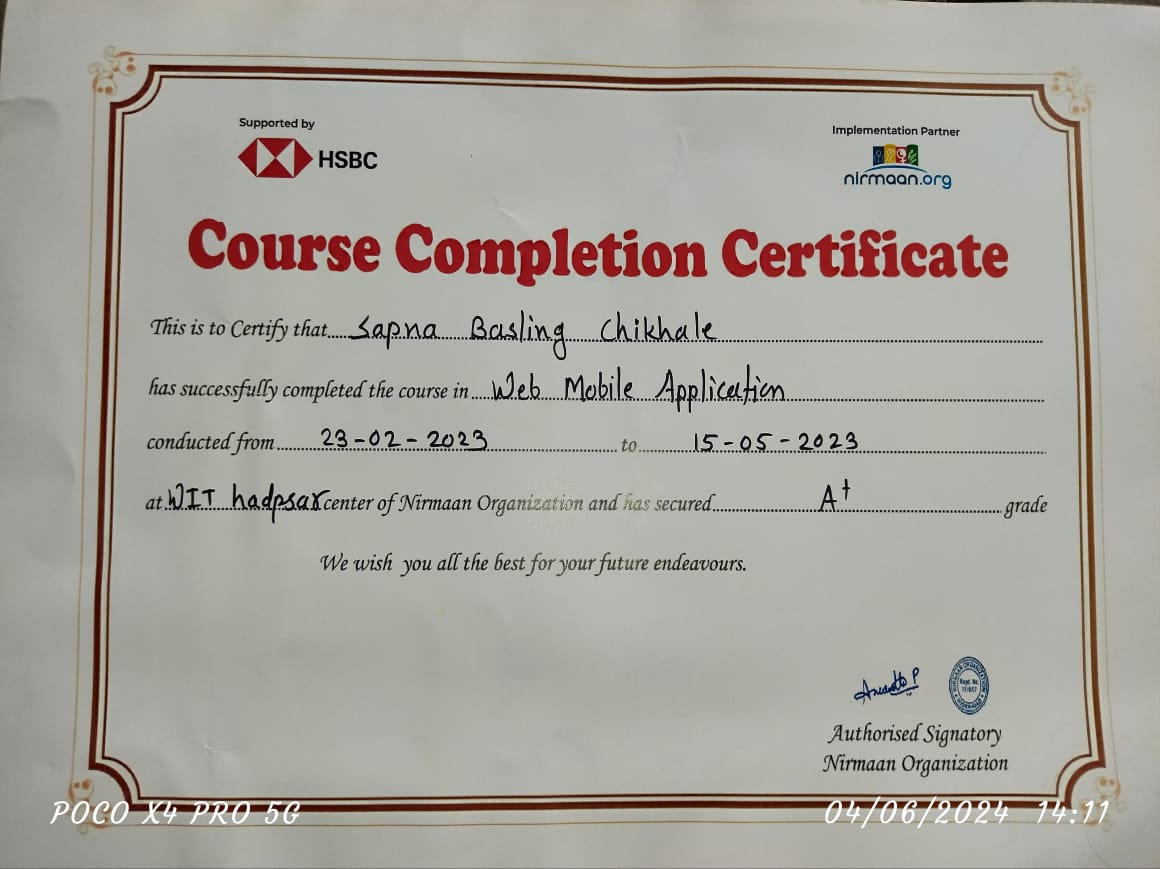 Supported by
HSBC
Implementation Partner
nirmaan.org
Course Completion Certificate
This is to Certify that Sapna Basling Chikhale
has successfully completed the course in Web Mobile Application
conducted from 23-02-2023 to 15-05-2023
at WIT hadpsar center of Nirmaan Organization and has secured A+ grade
We wish you all the best for your future endeavours.
Authorised Signatory
Nirmaan Organization
POCO X4 PRO 5G
04/06/2024 14:11